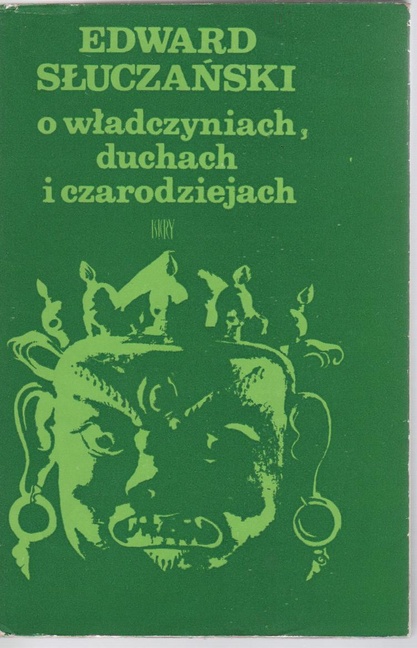 EDWARD
SŁUCZAŃSKI
o władczyniach,
duchach
i czarodziejach
ISKRY